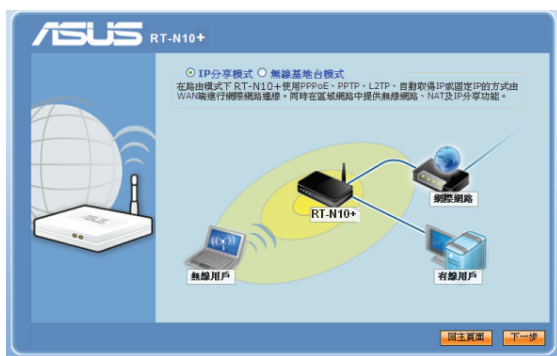 ASUS RT-N10+
IP分享模式 無線基地台模式
在路由模式下 RT-N10+使用PPPoE、PPTP、L2TP、自動取得IP或固定IP的方式由
WAN端進行網際網路連線。同時在區域網路中提供無線網路、NAT及IP分享功能。
網際網路
RT-N10+
ASUS
無線用戶
有線用戶
回主頁面 下一步